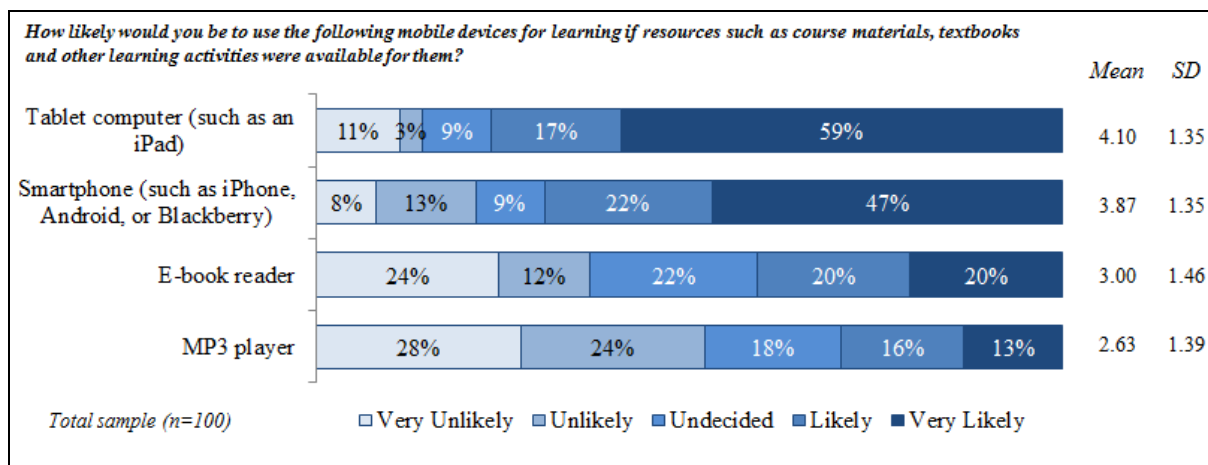 How likely would you be to use the following mobile devices for learning if resources such as course materials, textbooks
and other learning activities were available for them?
Mean SD
Tablet computer (such as an
iPad)
11% 3% 9% 17% 59% 4.10 1.35
Smartphone (such as iPhone,
Android, or Blackberry)
8% 13% 9% 22% 47% 3.87 1.35
E-book reader 24% 12% 22% 20% 20% 3.00 1.46
MP3 player 28% 24% 18% 16% 13% 2.63 1.39
Total sample (n=100) Very Unlikely Unlikely Undecided Likely Very Likely